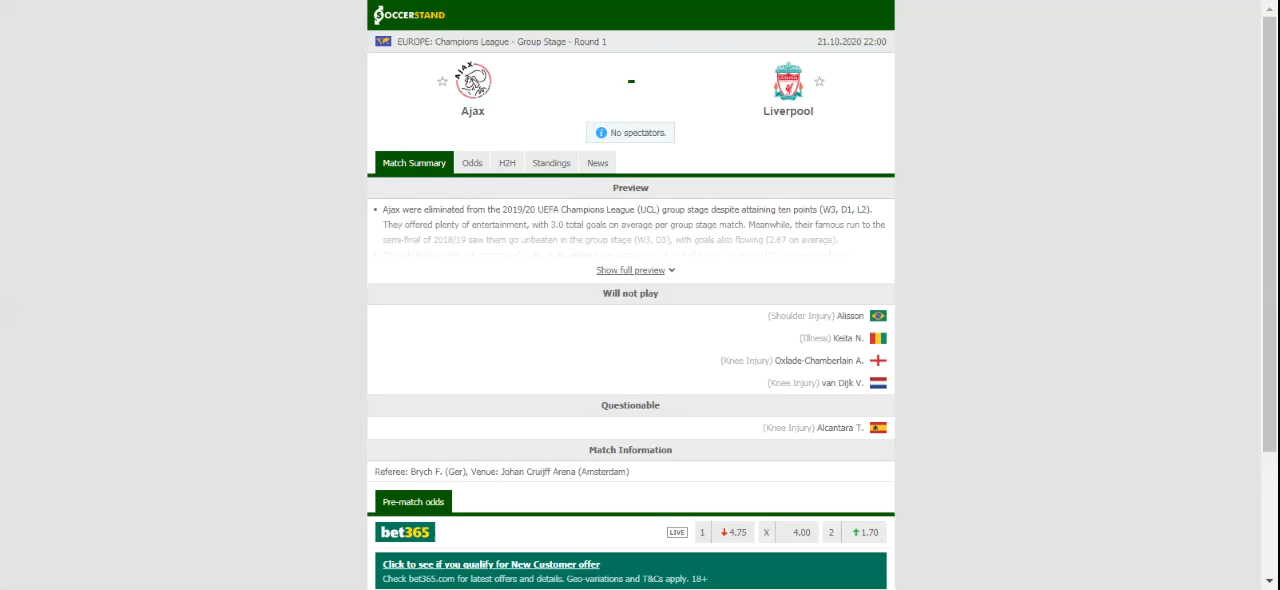 SOCCERSTAND
EUROPE: Champions League - Group Stage - Round 1 21.10.2020 22:00
AJAX
Ajax - Liverpool
No spectators.
Match Summary Odds H2H Standings News
Preview
• Ajax were eliminated from the 2019/20 UEFA Champions League (UCL) group stage despite attaining ten points (W3, D1, L2).
They offered plenty of entertainment, with 3.0 total goals on average per group stage match. Meanwhile, their famous run to the
semi-final of 2018/19 saw them go unbeaten in the group stage (W3, D3), with goals also flowing (2.67 on average).
Show full preview
Will not play
(Shoulder Injury) Alisson
(Illness) Keita N.
(Knee Injury) Oxlade-Chamberlain A.
(Knee Injury) van Dijk V.
Questionable
(Knee Injury) Alcantara T.
Match Information
Referee: Brych F. (Ger), Venue: Johan Cruijff Arena (Amsterdam)
Pre-match odds
bet365 LIVE 1 4.75 X 4.00 2 1.70
Click to see if you qualify for New Customer offer
Check bet365.com for latest offers and details. Geo-variations and T&Cs apply. 18+